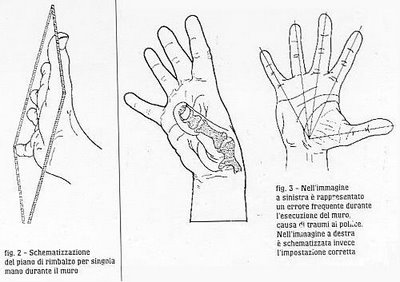 fig. 2 - Schematizzazione
del piano di rimbalzo per singola
mano durante il muro
fig. 3 - Nell'immagine
a sinistra è rappresentato
un errore frequente durante
l'esecuzione del muro,
causa di traumi al pollice.
Nell'immagine a destra
è schematizzata invece
l'impostazione corretta